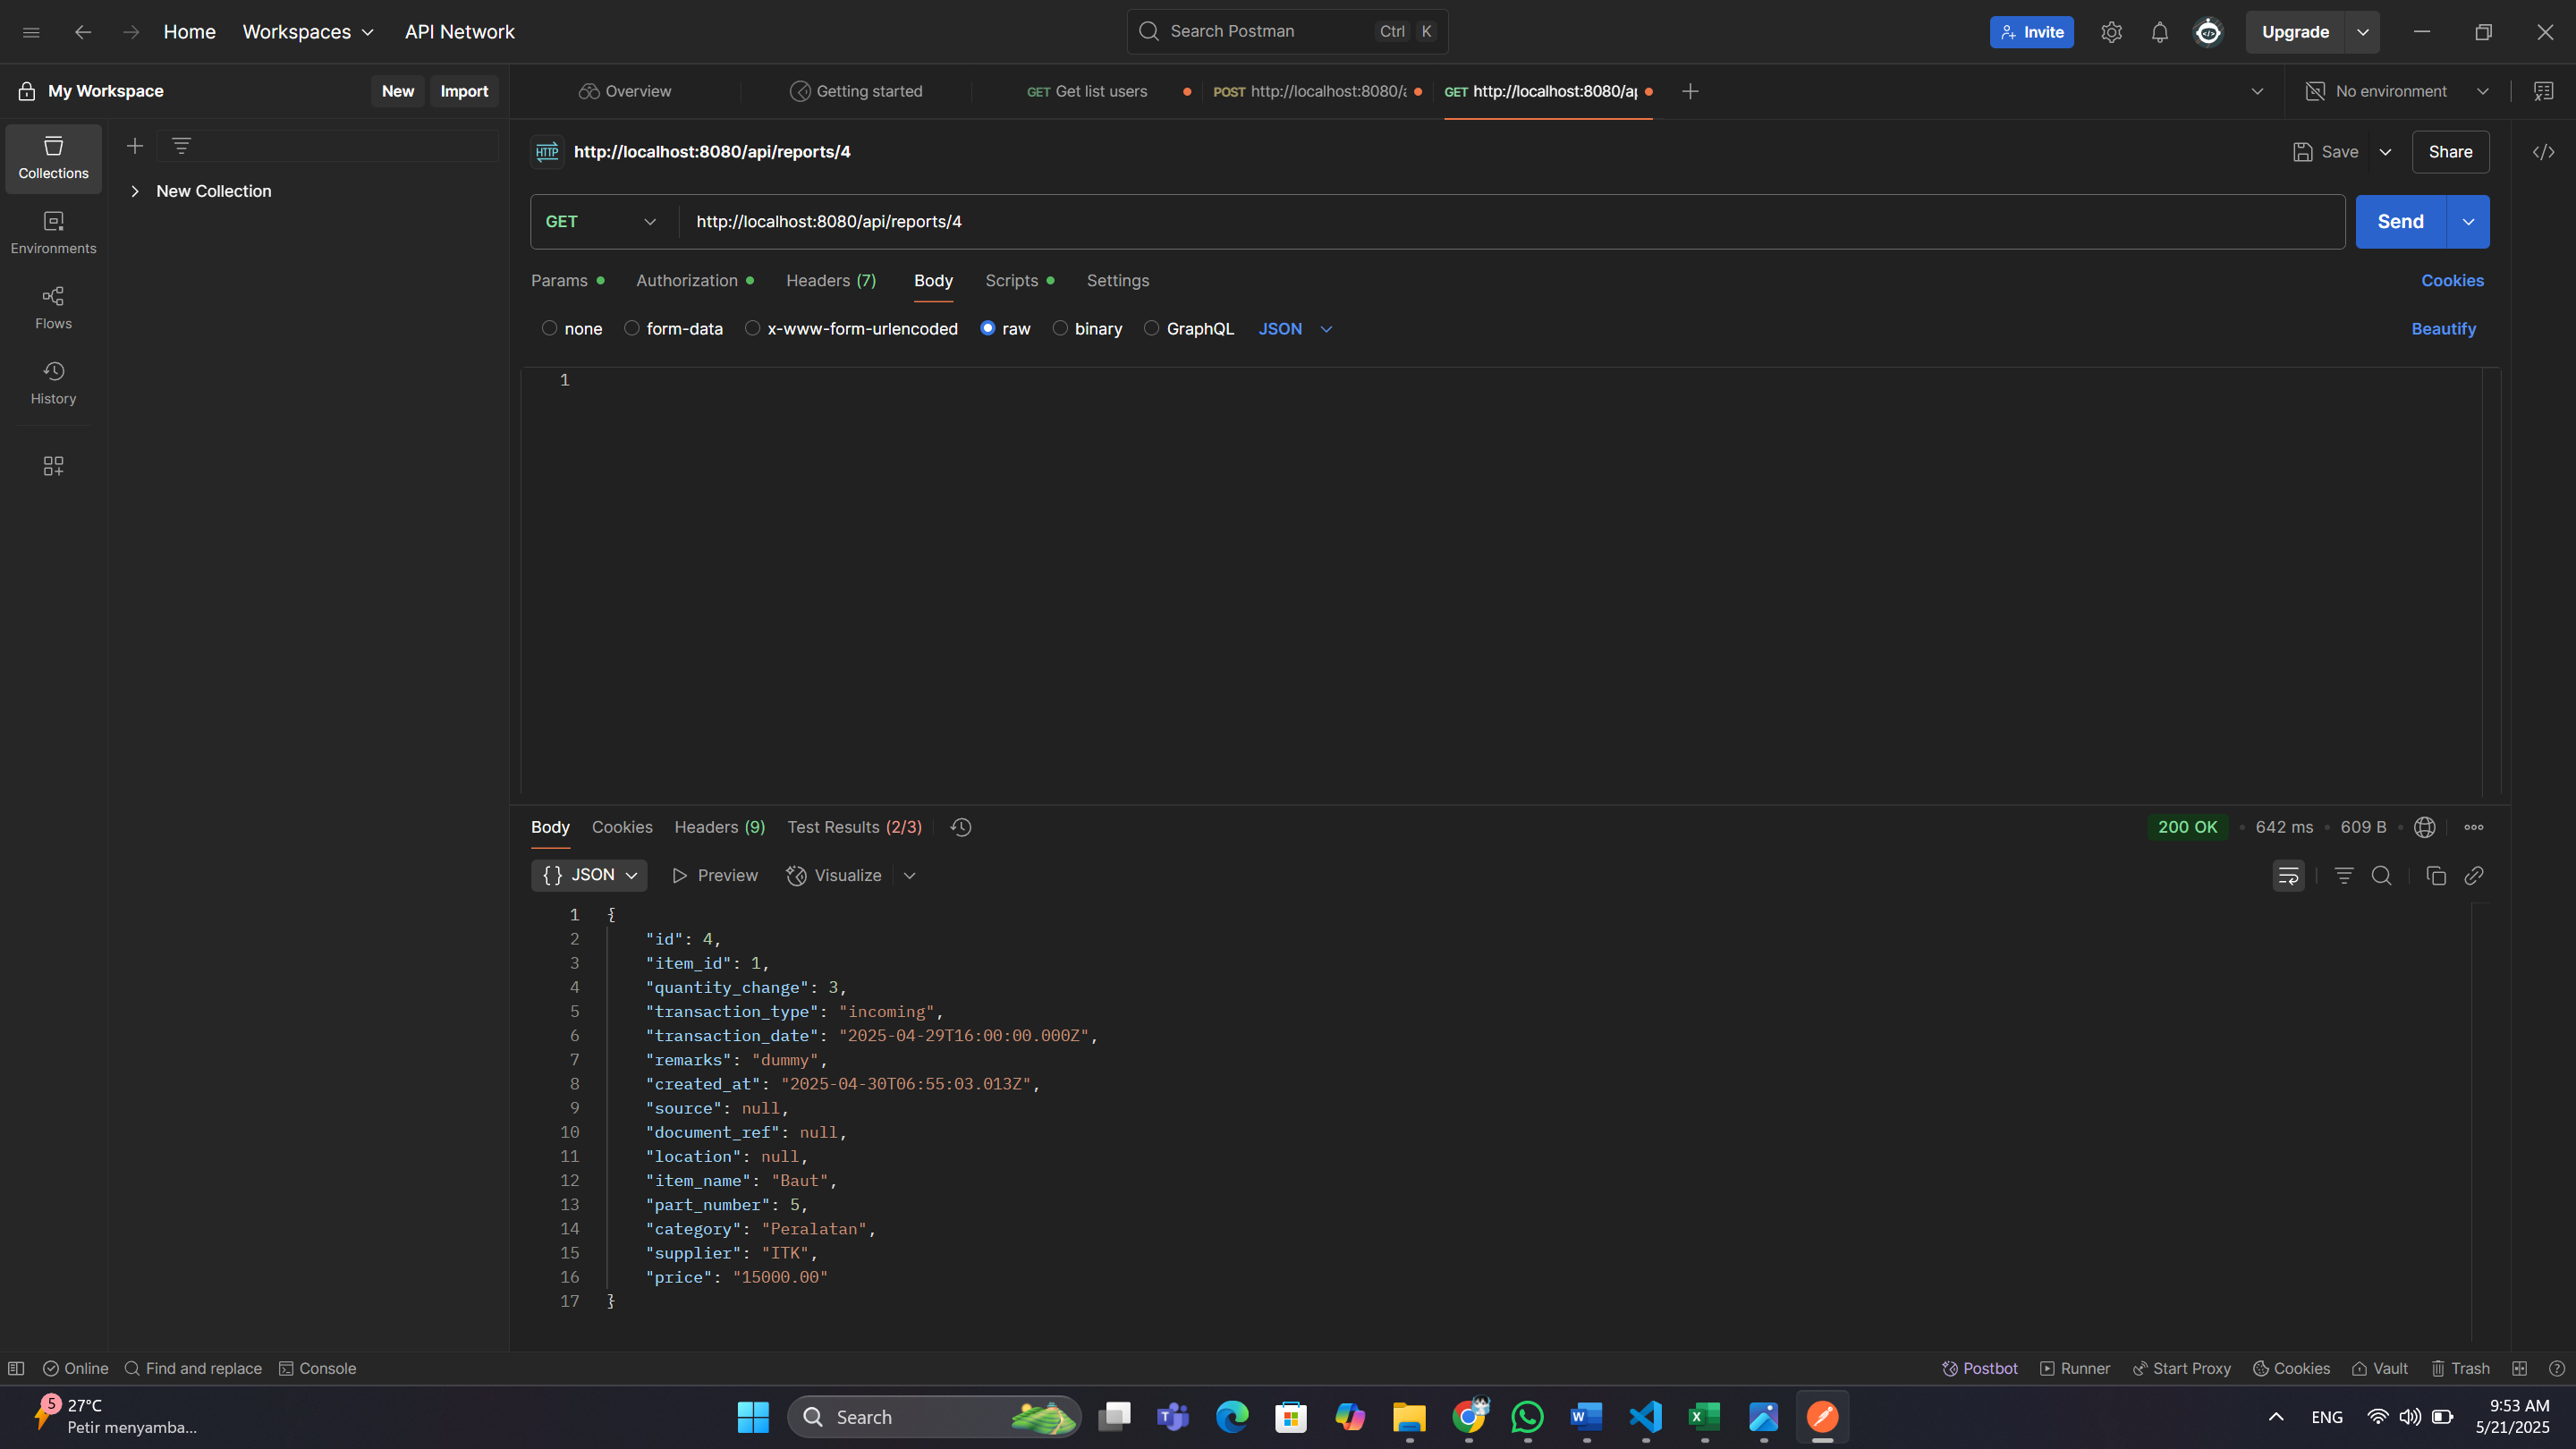 Home Workspaces API Network
Search Postman Ctrl K
Invite
Upgrade
My Workspace New Import
Overview
Getting started
GET Get list users
POST http://localhost:8080/a
GET http://localhost:8080/a
No environment
Collections
New Collection
Environments
Flows
History
HTTP http://localhost:8080/api/reports/4
Save Share
GET http://localhost:8080/api/reports/4
Send
Params Authorization Headers (7) Body Scripts Settings Cookies
none form-data x-www-form-urlencoded raw binary GraphQL JSON Beautify
1
Body Cookies Headers (9) Test Results (2/3) 200 OK 642 ms 609 B
{ } JSON Preview Visualize
1 {
2 "id": 4,
3 "item_id": 1,
4 "quantity_change": 3,
5 "transaction_type": "incoming",
6 "transaction_date": "2025-04-29T16:00:00.000Z",
7 "remarks": "dummy",
8 "created_at": "2025-04-30T06:55:03.013Z",
9 "source": null,
10 "document_ref": null,
11 "location": null,
12 "item_name": "Baut",
13 "part_number": 5,
14 "category": "Peralatan",
15 "supplier": "ITK",
16 "price": "15000.00"
17 }
Online Find and replace Console Postbot Runner Start Proxy Cookies Vault Trash
5 27°C
Petir menyamba...
Search
ENG
9:53 AM
5/21/2025